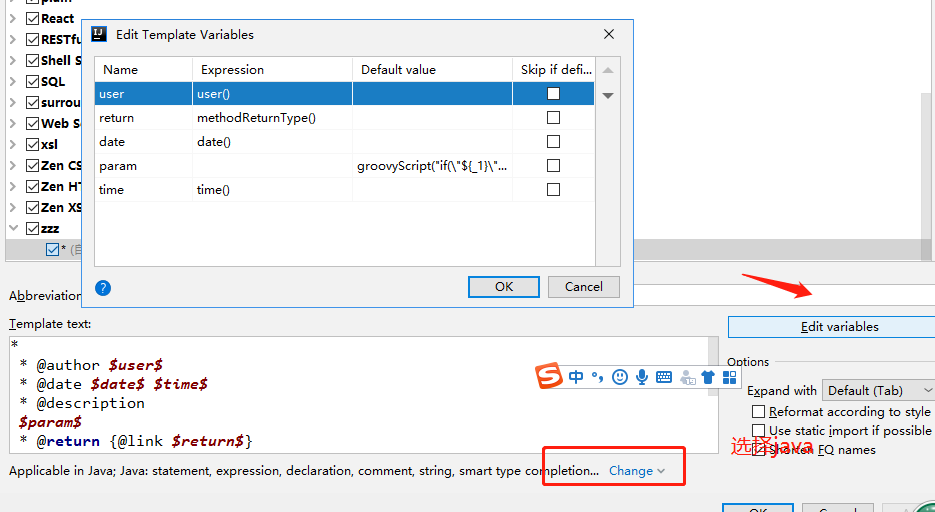 React
RESTfu
Shell S
SQL
surrou
Web Se
xsl
Zen CS
Zen HT
Zen XS
zzz
*
Edit Template Variables
Name Expression Default value Skip if defi...
user user()
return methodReturnType()
date date()
param groovyScript("if(\"${_1}\"...
time time()
? OK Cancel
Abbreviation
Template text:
*
* @author $user$
* @date $date$ $time$
* @description
$param$
* @return {@link $return$}
Edit variables
Options
中
Expand with Default (Tab)
Reformat according to style
Use static import if possible
Shorten FQ names
选择java
Applicable in Java; Java: statement, expression, declaration, comment, string, smart type completion... Change
OK